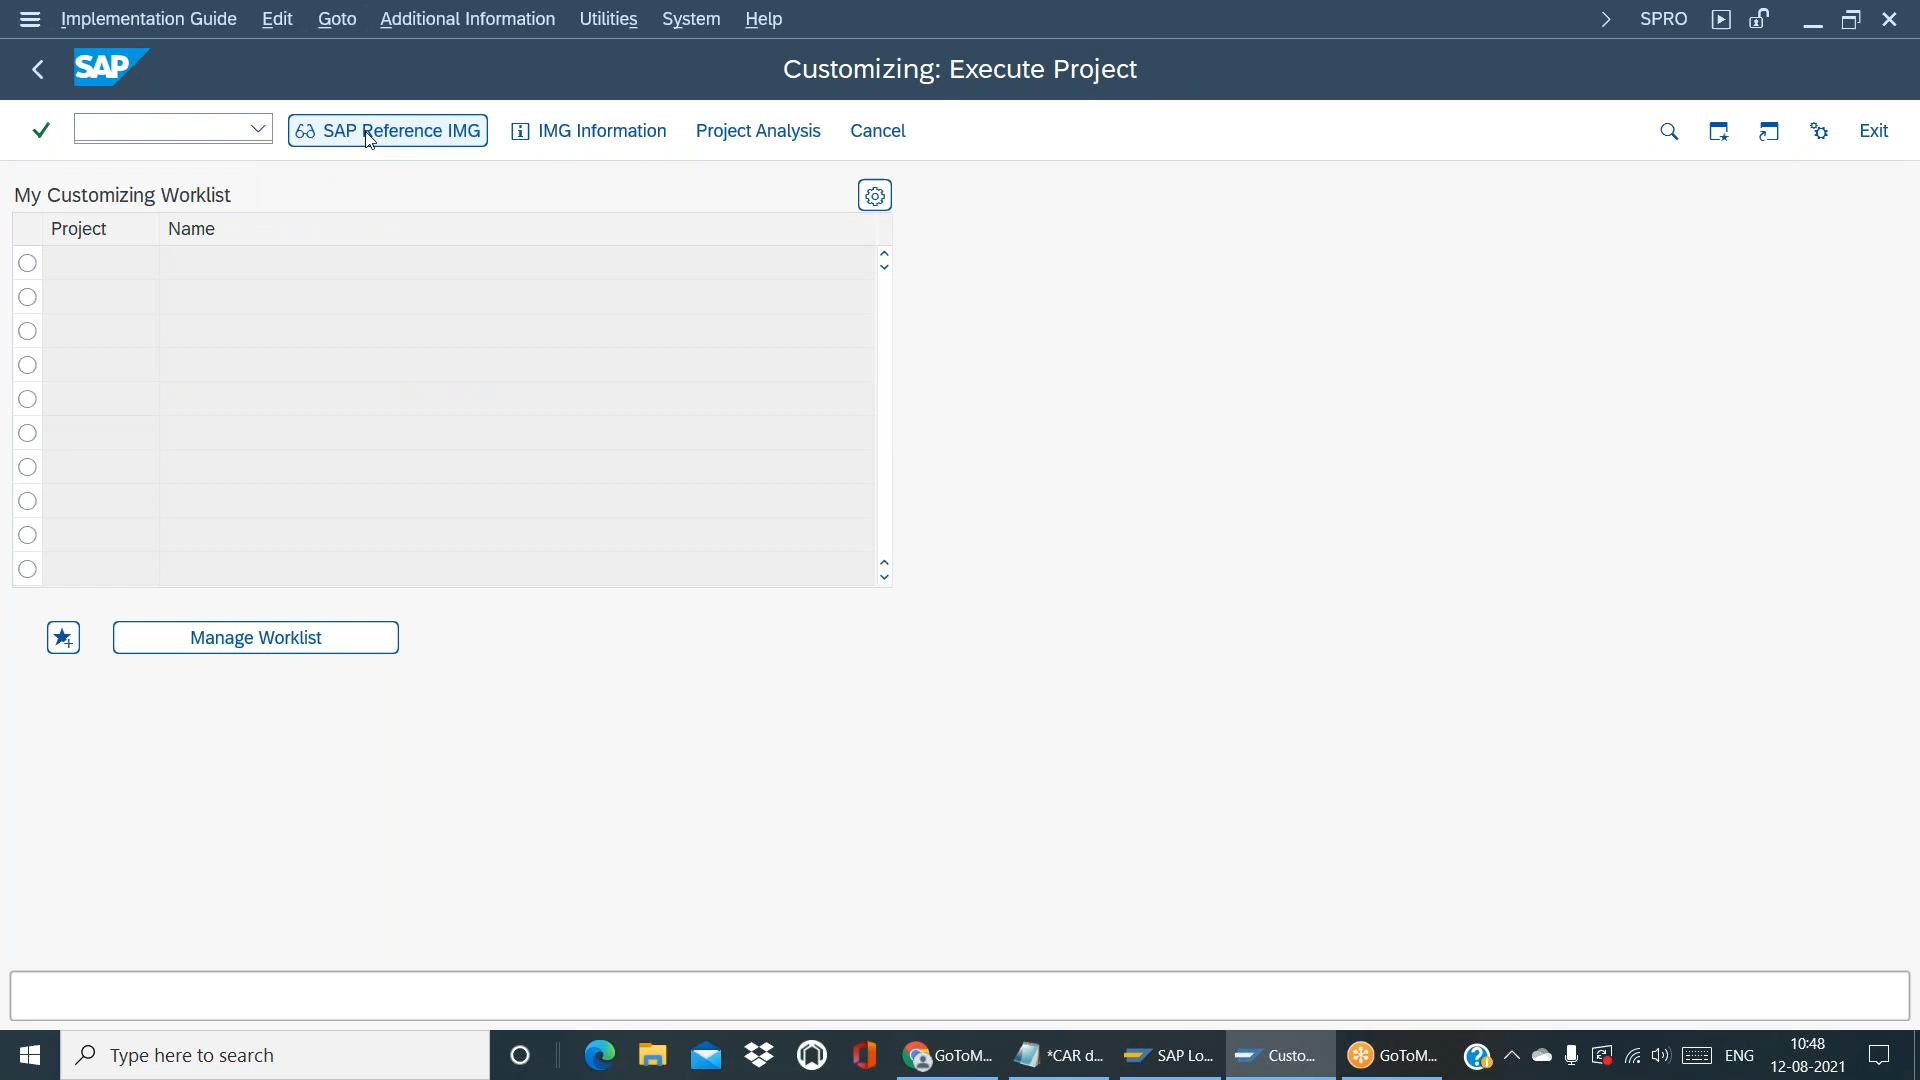 Implementation Guide Edit Goto Additional Information Utilities System Help SPRO
SAP Customizing: Execute Project
SAP Reference IMG IMG Information Project Analysis Cancel Exit
My Customizing Worklist
Project Name
Manage Worklist
Type here to search GoToM... *CAR d... SAP Lo... Custo... GoToM... ENG 10:48
12-08-2021